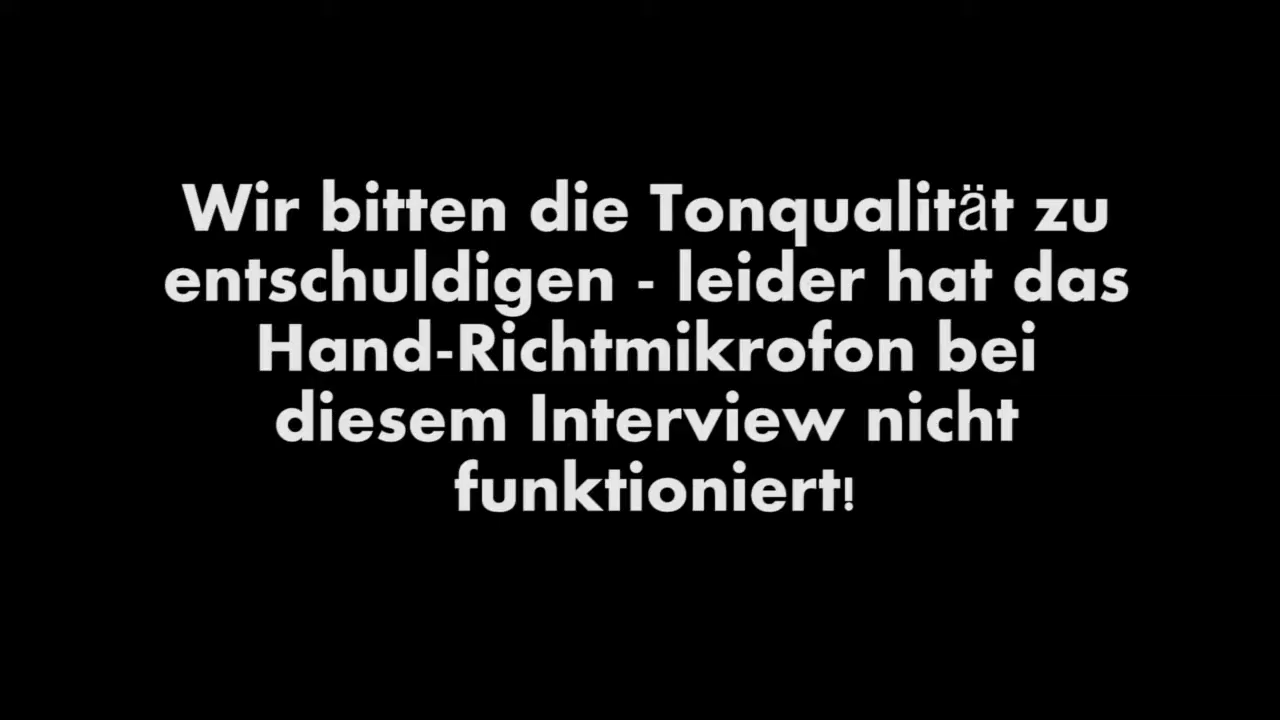 Wir bitten die Tonqualität zu
entschuldigen - leider hat das
Hand-Richtmikrofon bei
diesem Interview nicht
funktioniert!